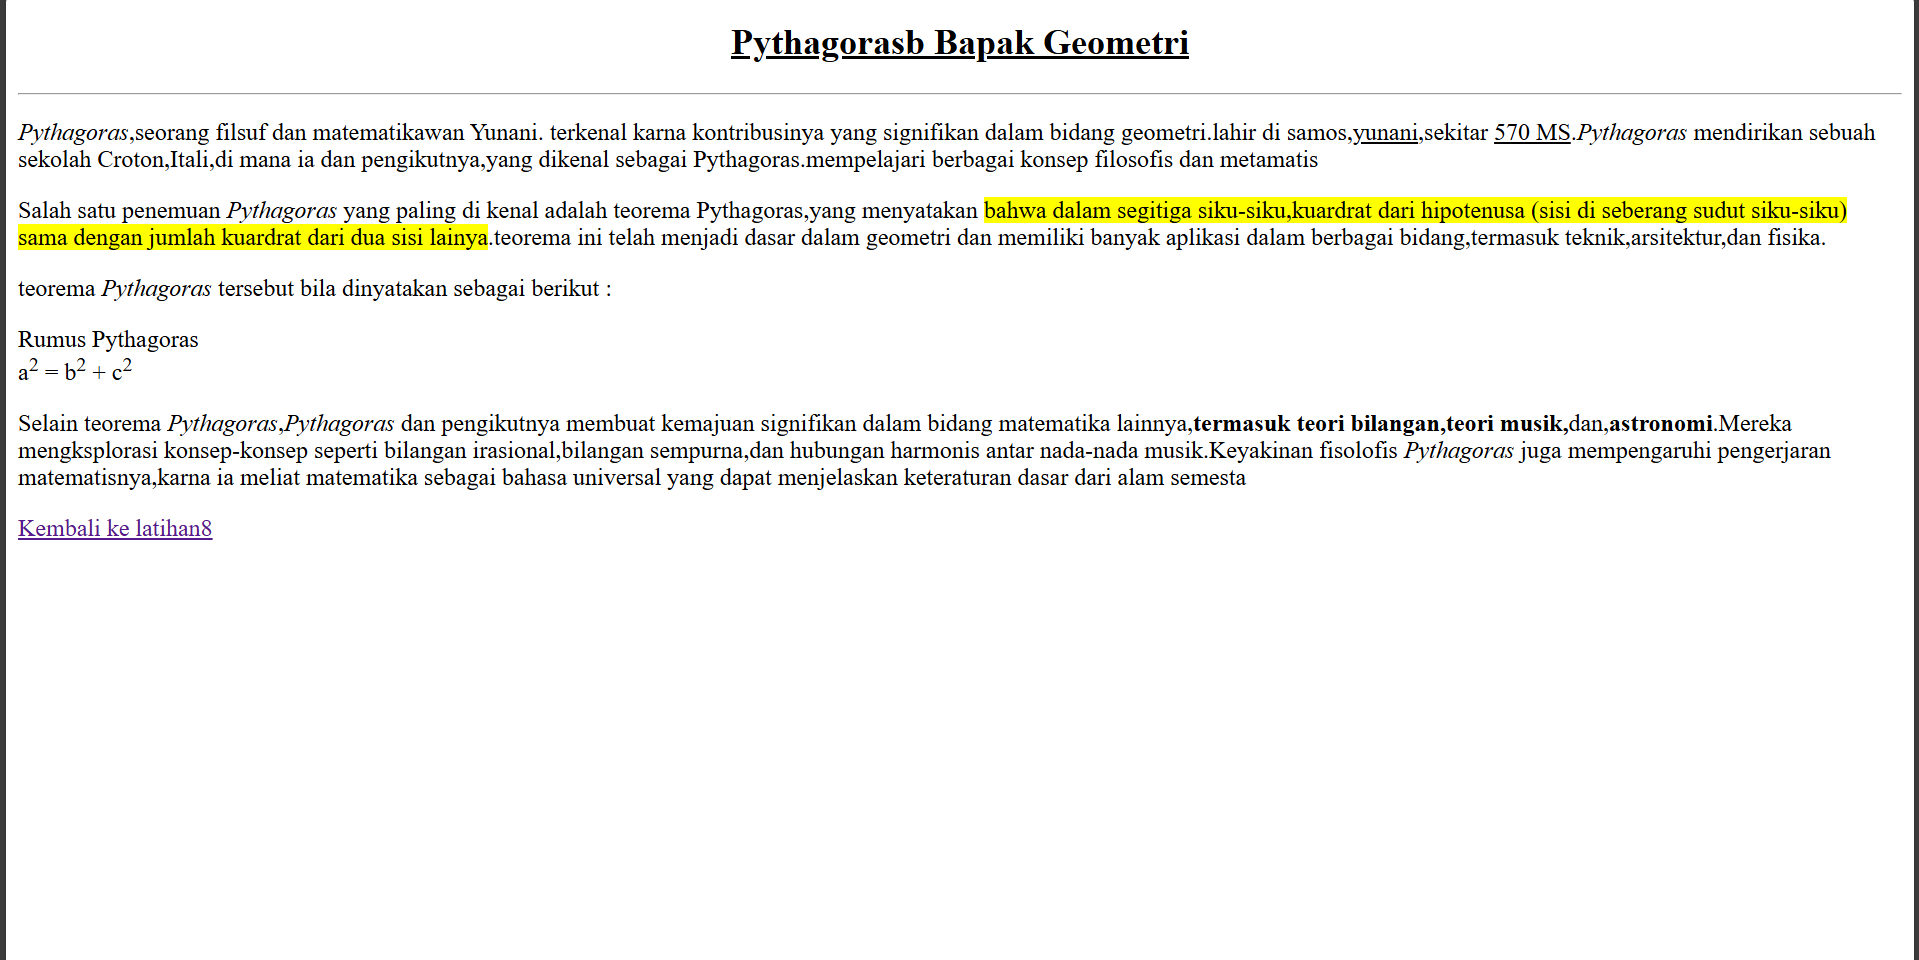 Pythagorasb Bapak Geometri
Pythagoras,seorang filsuf dan matematikawan Yunani. terkenal karna kontribusinya yang signifikan dalam bidang geometri.lahir di samos,yunani,sekitar 570 MS.Pythagoras mendirikan sebuah
sekolah Croton,Itali,di mana ia dan pengikutnya,yang dikenal sebagai Pythagoras.mempelajari berbagai konsep filosofis dan metamatis
Salah satu penemuan Pythagoras yang paling di kenal adalah teorema Pythagoras,yang menyatakan bahwa dalam segitiga siku-siku,kuardrat dari hipotenusa (sisi di seberang sudut siku-siku)
sama dengan jumlah kuardrat dari dua sisi lainya.teorema ini telah menjadi dasar dalam geometri dan memiliki banyak aplikasi dalam berbagai bidang,termasuk teknik,arsitektur,dan fisika.
teorema Pythagoras tersebut bila dinyatakan sebagai berikut :
Rumus Pythagoras
a² = b² + c²
Selain teorema Pythagoras,Pythagoras dan pengikutnya membuat kemajuan signifikan dalam bidang matematika lainnya,termasuk teori bilangan,teori musik,dan,astronomi.Mereka
mengksplorasi konsep-konsep seperti bilangan irasional,bilangan sempurna,dan hubungan harmonis antar nada-nada musik.Keyakinan fisolofis Pythagoras juga mempengaruhi pengerjaran
matematisnya,karna ia meliat matematika sebagai bahasa universal yang dapat menjelaskan keteraturan dasar dari alam semesta
Kembali ke latihan8